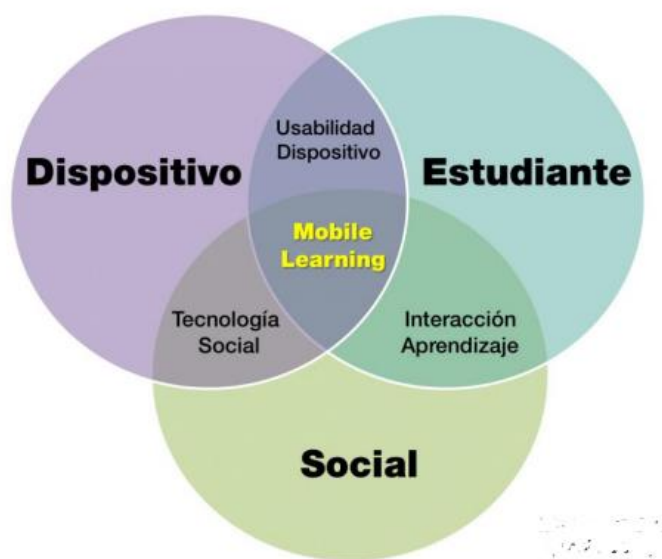 Usabilidad
Dispositivo
Dispositivo
Estudiante
Mobile
Learning
Tecnología
Social
Interacción
Aprendizaje
Social